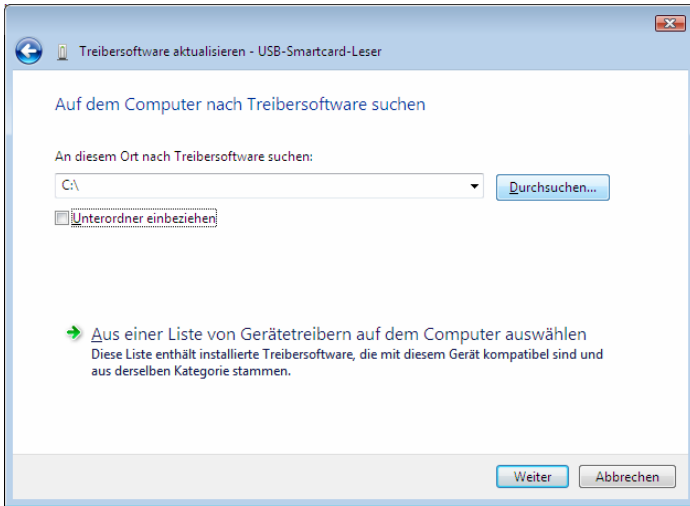 Treibersoftware aktualisieren - USB-Smartcard-Leser
Auf dem Computer nach Treibersoftware suchen
An diesem Ort nach Treibersoftware suchen:
C:\
Durchsuchen...
Unterordner einbeziehen
Aus einer Liste von Gerätetreibern auf dem Computer auswählen
Diese Liste enthält installierte Treibersoftware, die mit diesem Gerät kompatibel sind und
aus derselben Kategorie stammen.
Weiter
Abbrechen